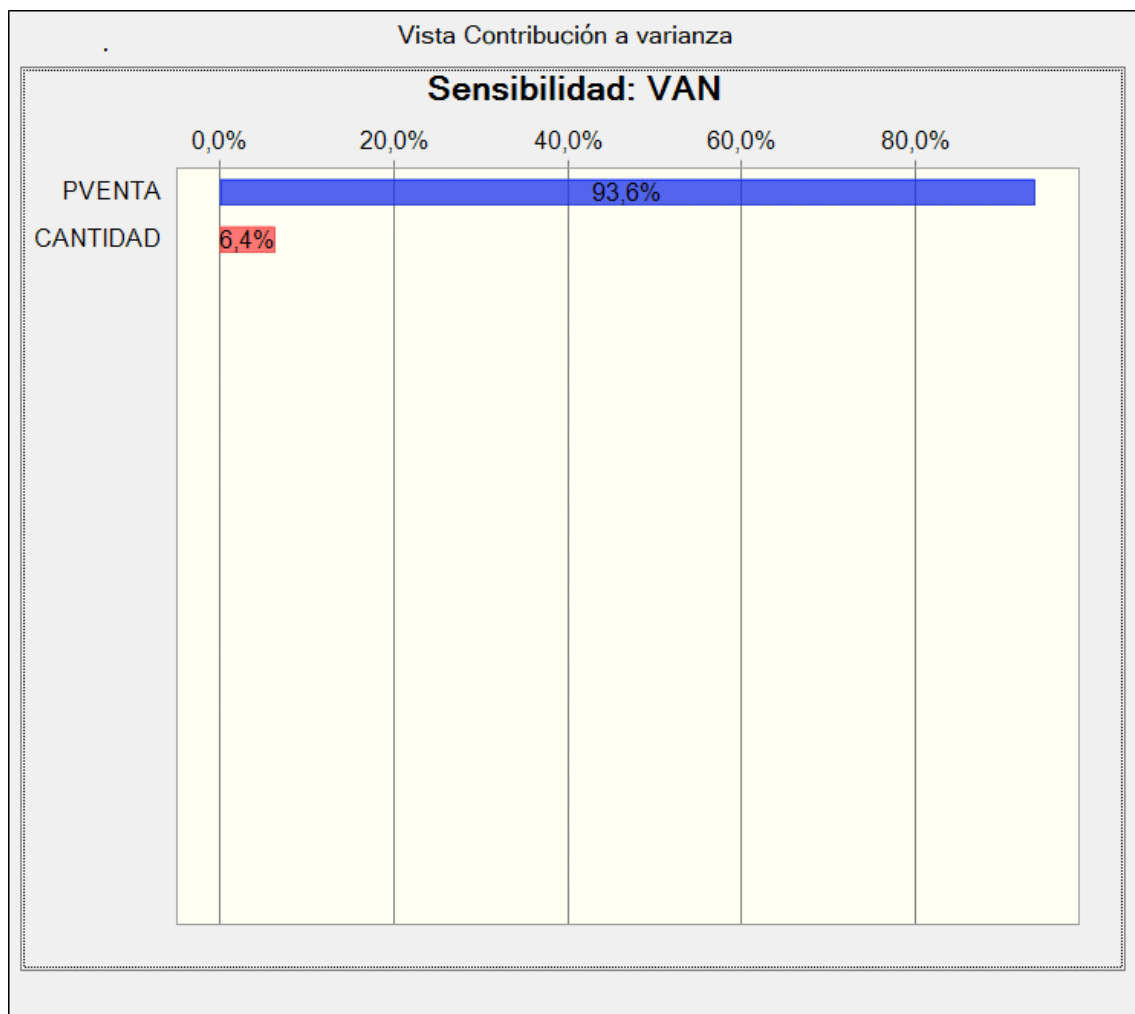 Vista Contribución a varianza
.
Sensibilidad: VAN
0,0% 20,0% 40,0% 60,0% 80,0%
PVENTA 93,6%
CANTIDAD 6,4%